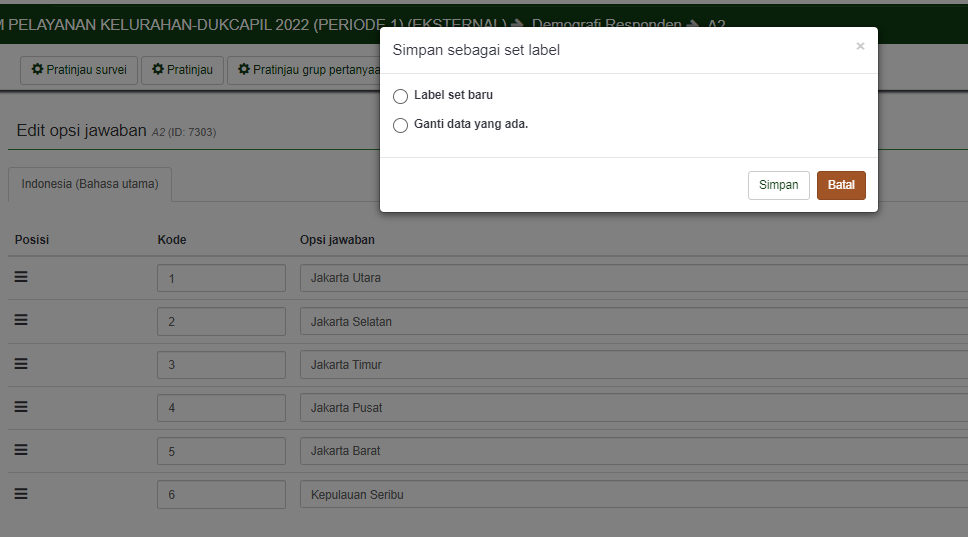 M PELAYANAN KELURAHAN-DUKCAPIL 2022 (PERIODE 1) (EKSTERNAL) Demografi Responden A2
Simpan sebagai set label ×
Pratinjau survei Pratinjau Pratinjau grup pertanyaa
Label set baru
Ganti data yang ada.
Edit opsi jawaban A2 (ID: 7303)
Simpan Batal
Indonesia (Bahasa utama)
Posisi Kode Opsi jawaban
1 Jakarta Utara
2 Jakarta Selatan
3 Jakarta Timur
4 Jakarta Pusat
5 Jakarta Barat
6 Kepulauan Seribu